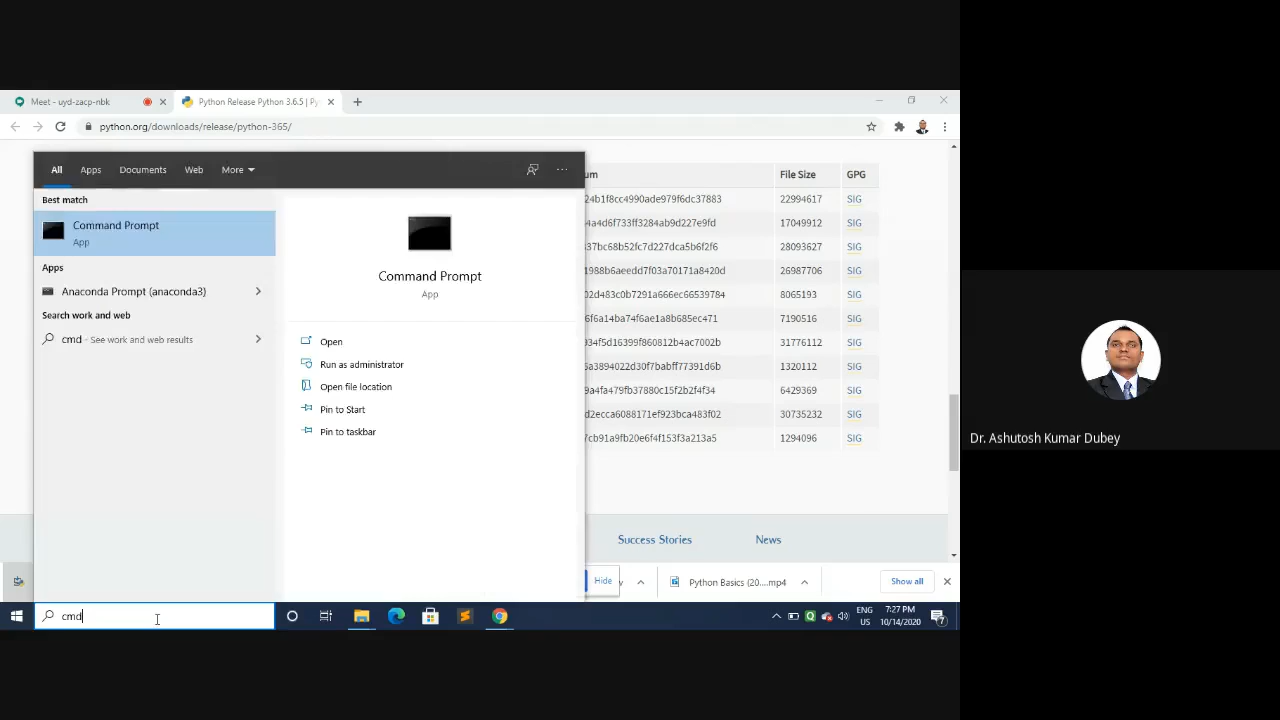 Meet - uyd-zacp-nbk
Python Release Python 3.6.5 | Py
python.org/downloads/release/python-365/
All Apps Documents Web More
Best match
Command Prompt
App
Apps
Anaconda Prompt (anaconda3)
Search work and web
cmd - See work and web results
Command Prompt
App
Open
Run as administrator
Open file location
Pin to Start
Pin to taskbar
um File Size GPG
24b1f8cc4990ade979f6dc37883 22994617 SIG
a4d6f733ff3284ab9d227e9fd 17049912 SIG
37bc68b52fc7d227dca5b6f2f6 28093627 SIG
1988b6aeedd7f03a70171a8420d 26987706 SIG
02d483c0b7291a666ec66539784 8065193 SIG
6f6a14ba74f6ae1a8b685ec471 7190516 SIG
934f5d16399f860812b4ac7002b 31776112 SIG
6a3894022d30f7babff77391d6b 1320112 SIG
9a4fa479fb37880c15f2b2f4f34 6429369 SIG
d2ecca6088171ef923bca483f02 30735232 SIG
7cb91a9fb20e6f4f153f3a213a5 1294096 SIG
Success Stories News
Hide
Python Basics (20....mp4
Show all
cmd
ENG
US
7:27 PM
10/14/2020
7
Dr. Ashutosh Kumar Dubey